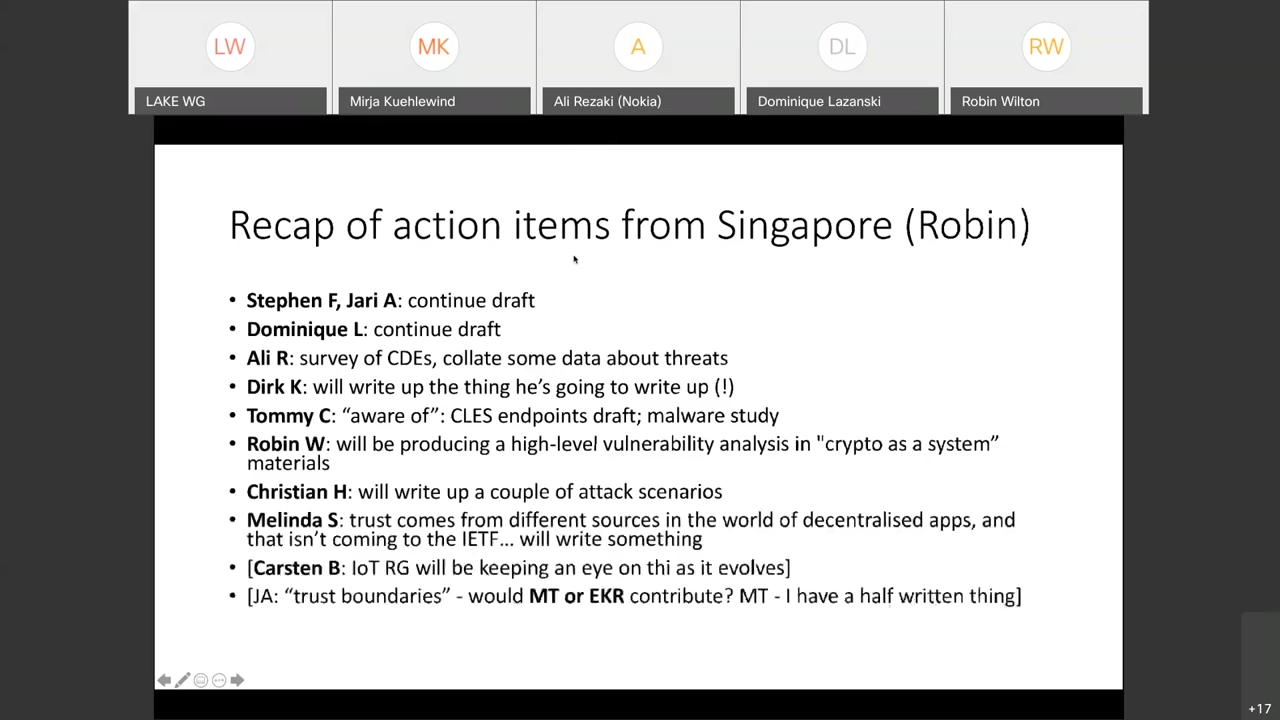 LW
MK
A
DL
RW
LAKE WG
Mirja Kuehlewind
Ali Rezaki (Nokia)
Dominique Lazanski
Robin Wilton
Recap of action items from Singapore (Robin)
• Stephen F, Jari A: continue draft
• Dominique L: continue draft
• Ali R: survey of CDEs, collate some data about threats
• Dirk K: will write up the thing he’s going to write up (!)
• Tommy C: “aware of”: CLES endpoints draft; malware study
• Robin W: will be producing a high-level vulnerability analysis in "crypto as a system”
materials
• Christian H: will write up a couple of attack scenarios
• Melinda S: trust comes from different sources in the world of decentralised apps, and
that isn’t coming to the IETF… will write something
• [Carsten B: IoT RG will be keeping an eye on thi as it evolves]
• [JA: “trust boundaries” - would MT or EKR contribute? MT - I have a half written thing]
+17